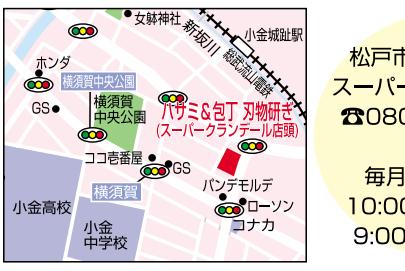 女躰神社
小金城趾駅
新坂川
総武流山電鉄
ホンダ
横須賀中央公園
GS
横須賀
中央公園
ハサミ&包丁 刃物研ぎ
(スーパークランデール店頭)
ココ壱番屋
GS
横須賀
パンデモルデ
ローソン
コナカ
小金高校
小金
中学校
松戸市
スーパー
☎080
毎月
10:00
9:00